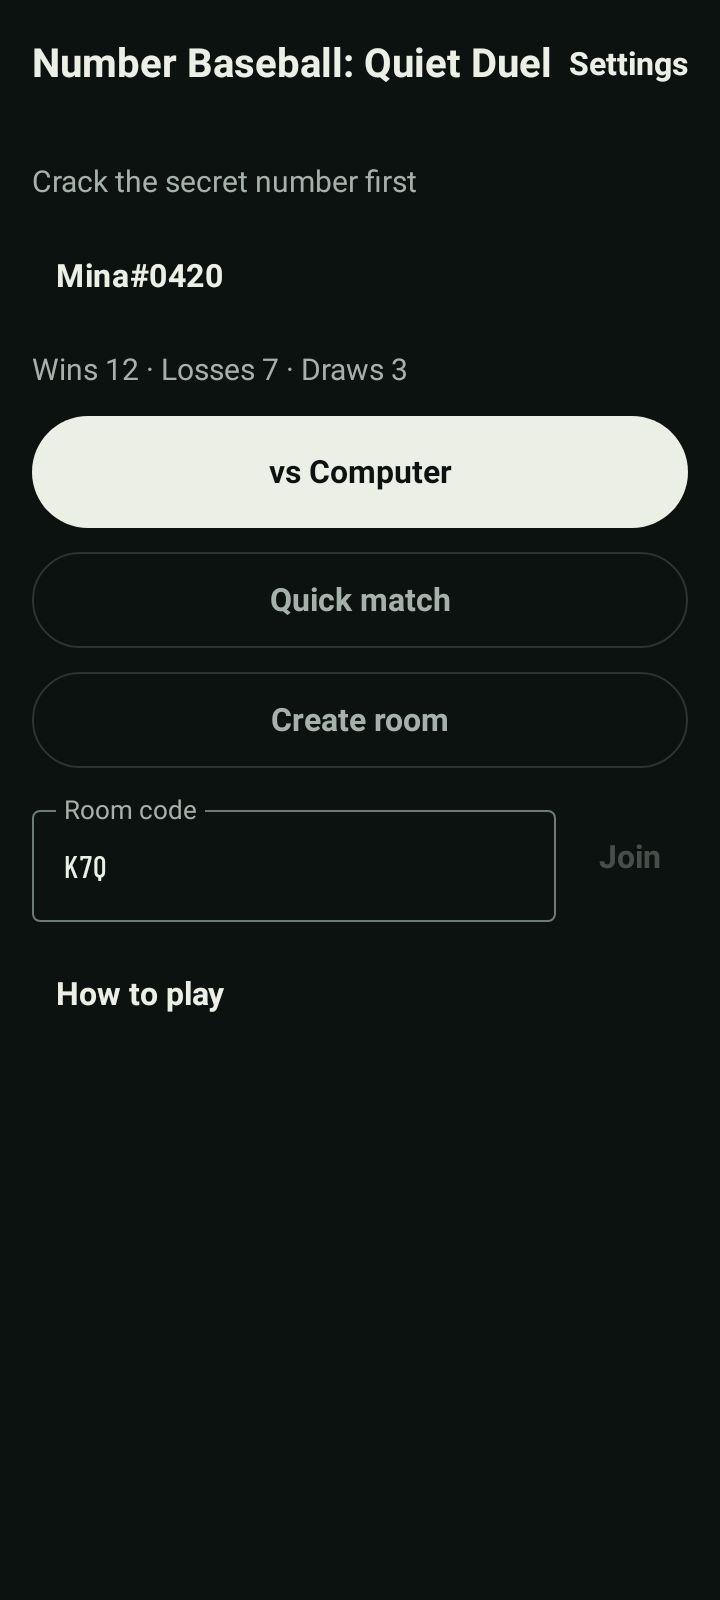 Number Baseball: Quiet Duel Settings
Crack the secret number first
Mina#0420
Wins 12 · Losses 7 · Draws 3
vs Computer
Quick match
Create room
Room code
K7Q
Join
How to play